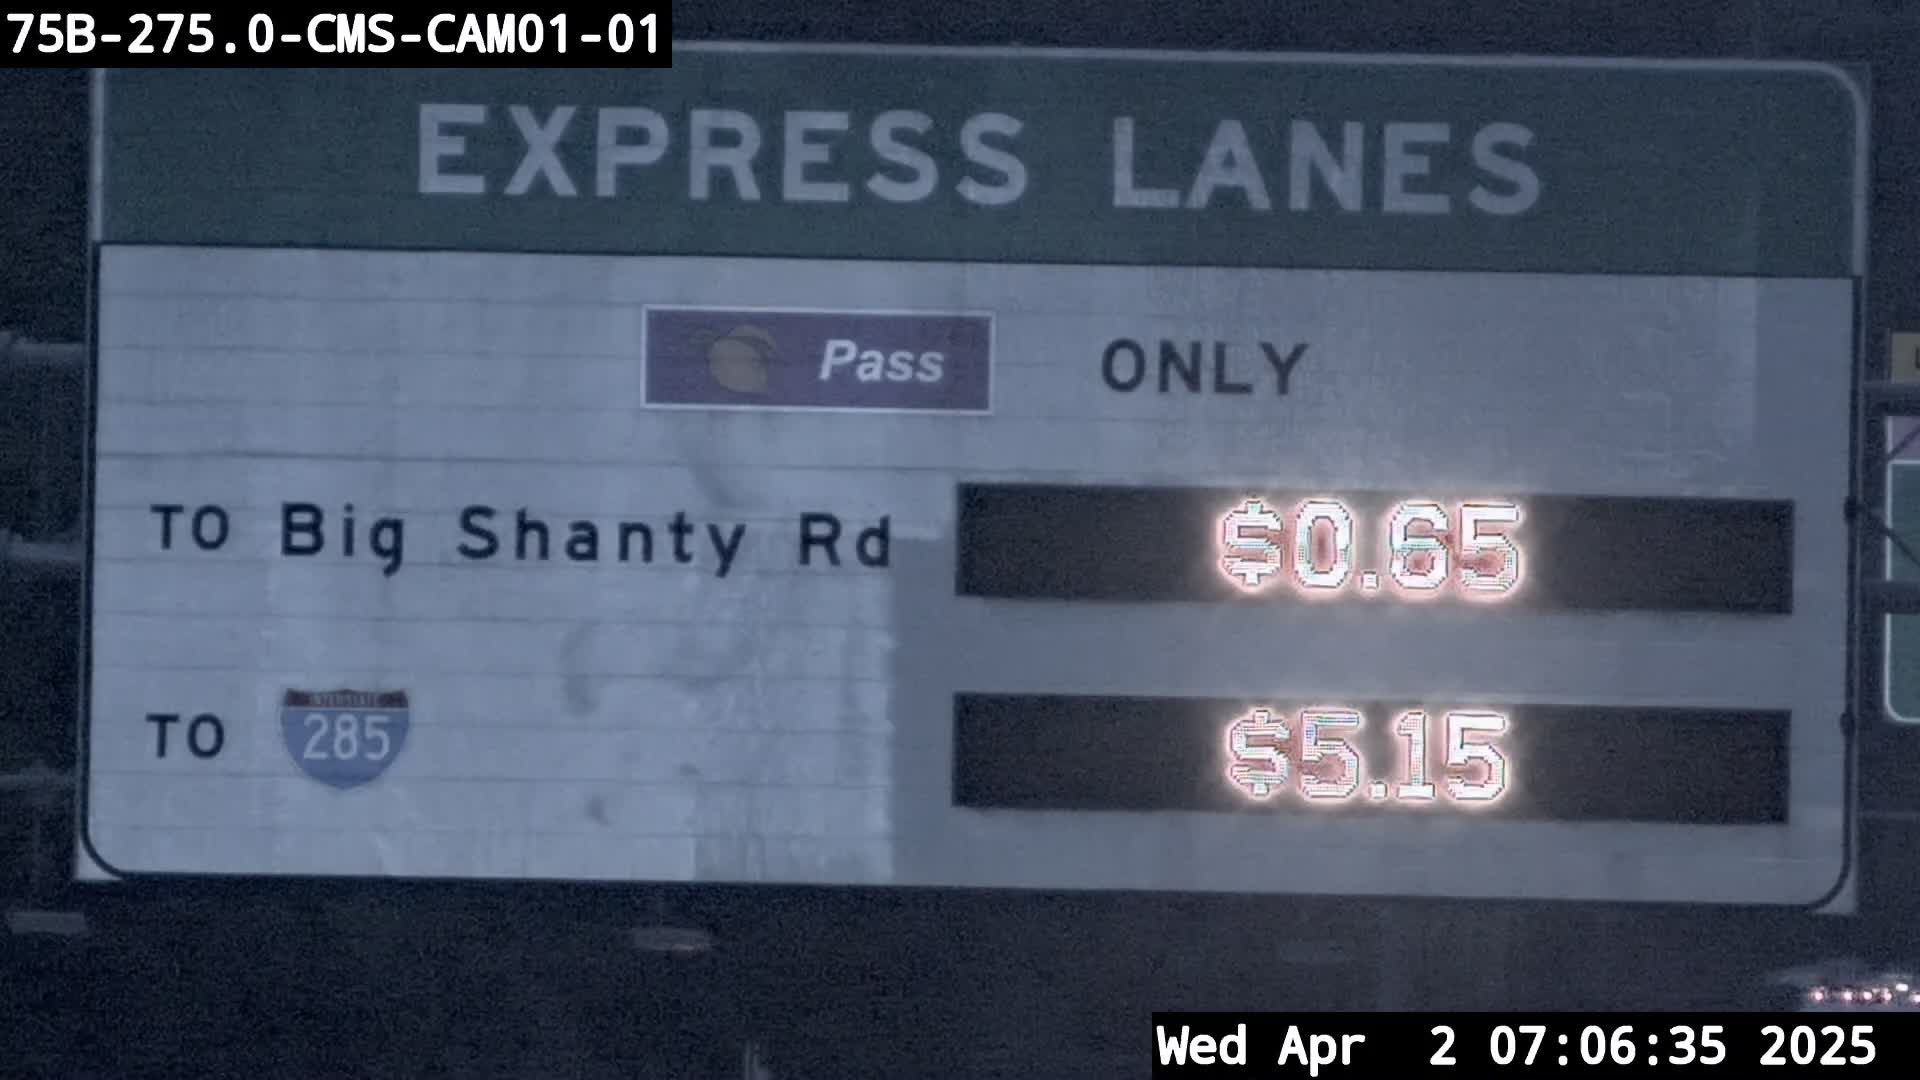 75B-275.0-CMS-CAM01-01
EXPRESS LANES
Pass ONLY
TO Big Shanty Rd $0.65
INTERSTATE
TO 285 $5.15
Wed Apr 2 07:06:35 2025